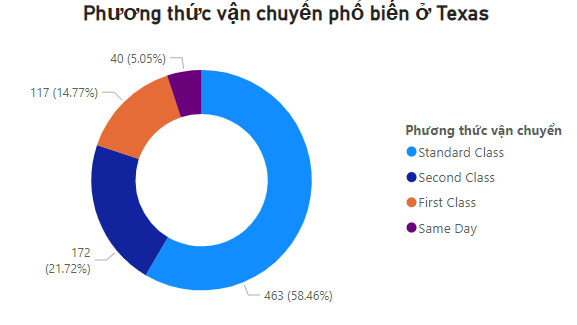 Phương thức vận chuyển phổ biến ở Texas
40 (5.05%)
117 (14.77%)
172
(21.72%)
463 (58.46%)
Phương thức vận chuyển
Standard Class
Second Class
First Class
Same Day